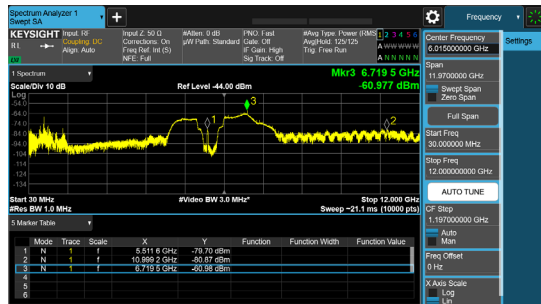 Spectrum Analyzer 1
Swept SA
Frequency
KEYSIGHT Input: RF
RL
Coupling: DC
Align: Auto
Input Z: 50 Ω
Corrections: On
Freq Ref: Int (S)
NFE: Full
#Atten: 0 dB
µW Path: Standard
PNO: Fast
Gate: Off
IF Gain: High
Sig Track: Off
#Avg Type: Power (RMS
Avg|Hold: 125/125
Trig: Free Run
1 2 3 4 5 6
A W W W W W
A N N N N N
1 Spectrum
Scale/Div 10 dB
Ref Level -44.00 dBm
Mkr3 6.719 5 GHz
-60.977 dBm
Log
-54.0
-64.0
-74.0
-84.0
-94.0
-104
-114
-124
-134
1
2
3
Start 30 MHz
#Res BW 1.0 MHz
#Video BW 3.0 MHz*
Stop 12.000 GHz
Sweep ~21.1 ms (10000 pts)
5 Marker Table
Mode Trace Scale X Y Function Function Width Function Value
1 N 1 f 5.511 6 GHz -79.70 dBm
2 N 1 f 10.999 2 GHz -80.87 dBm
3 N 1 f 6.719 5 GHz -60.98 dBm
4
5
6
Center Frequency
6.015000000 GHz
Span
11.9700000 GHz
Swept Span
Zero Span
Full Span
Start Freq
30.000000 MHz
Stop Freq
12.000000000 GHz
AUTO TUNE
CF Step
1.197000000 GHz
Auto
Man
Freq Offset
0 Hz
X Axis Scale
Log
Lin
Settings